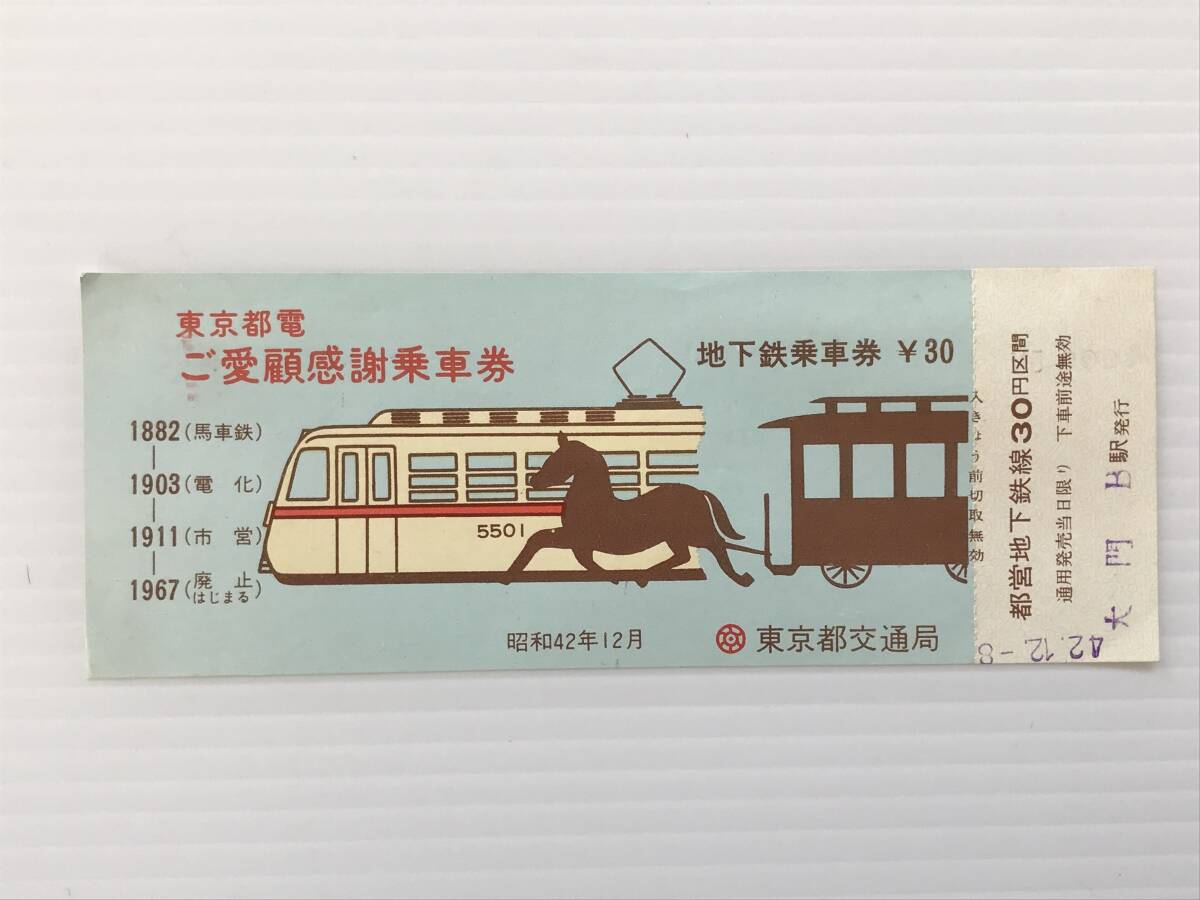 東京都電
ご愛顧感謝乗車券
地下鉄乗車券 ¥30
1882(馬車鉄)
1903(電化)
1911(市営)
1967(廃止はじまる)
5501
昭和42年12月
東京都交通局
入きょう前切取無効
都営地下鉄線30円区間
通用発売当日限り 下車前途無効
大門B駅発行
42.12.-8